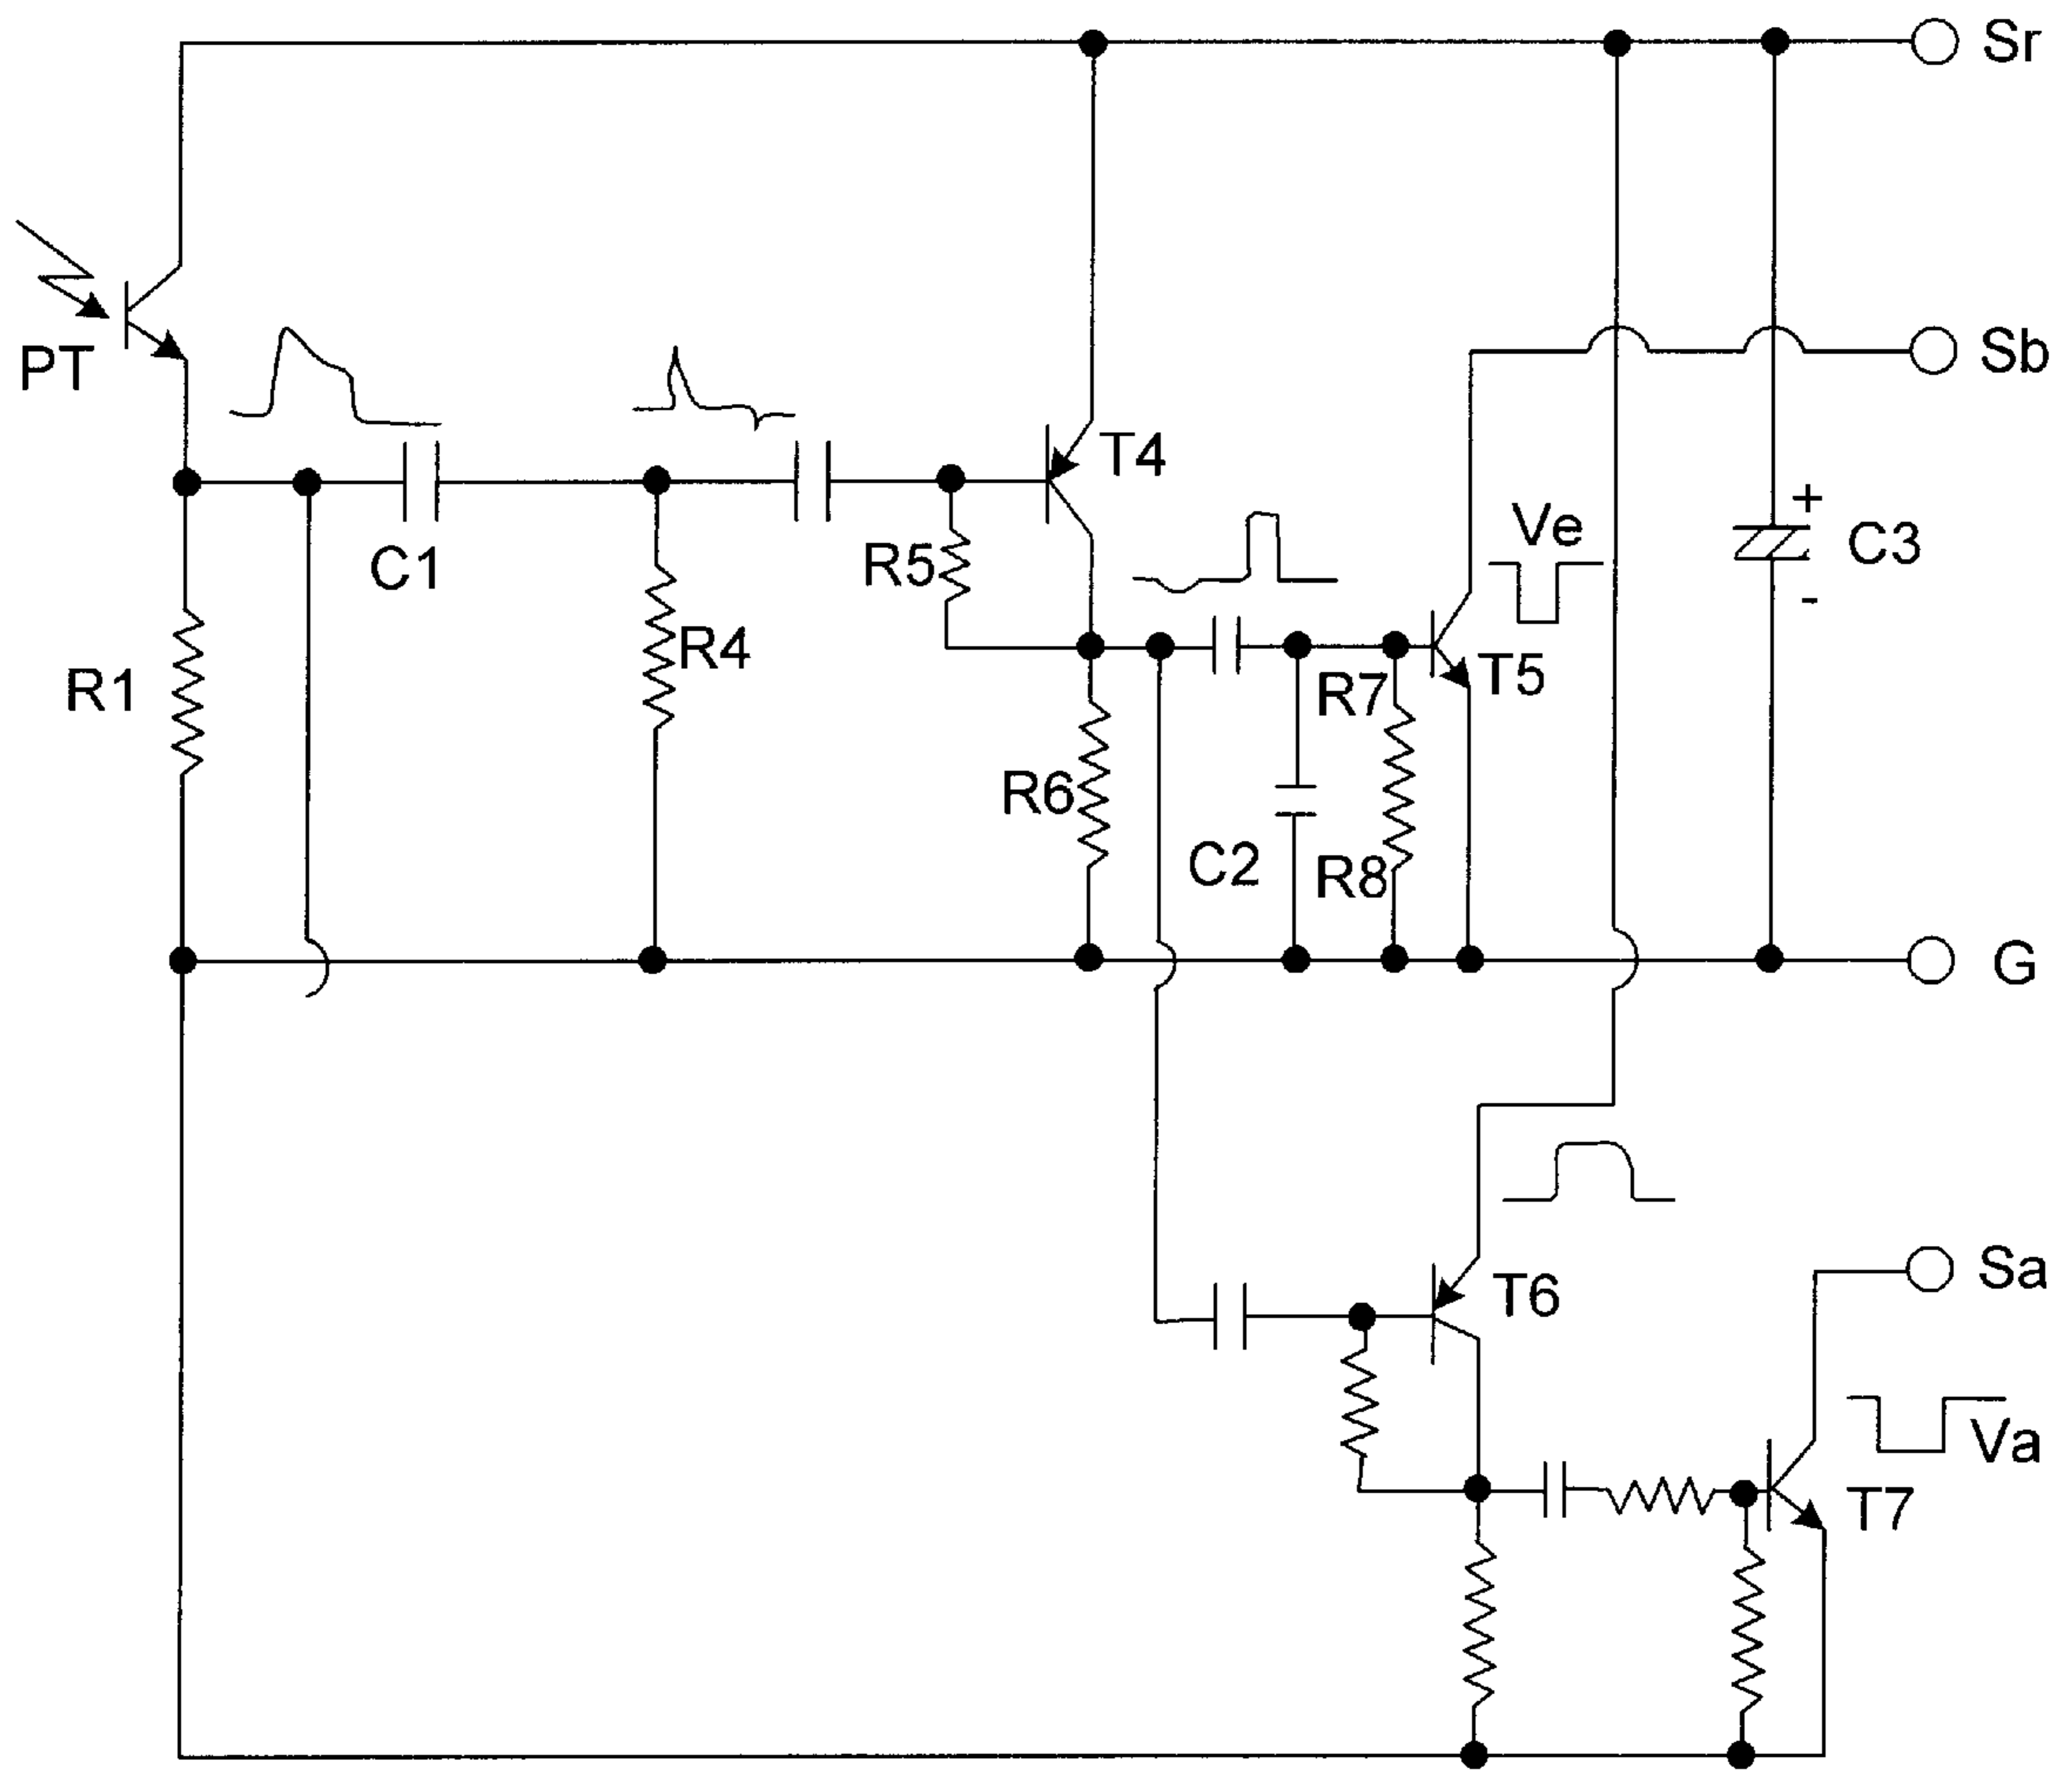 Sr
Sb
PT
T4
Ve
+
C3
-
C1
R5
R4
R7
T5
R1
R6
C2
R8
G
T6
Sa
Va
T7